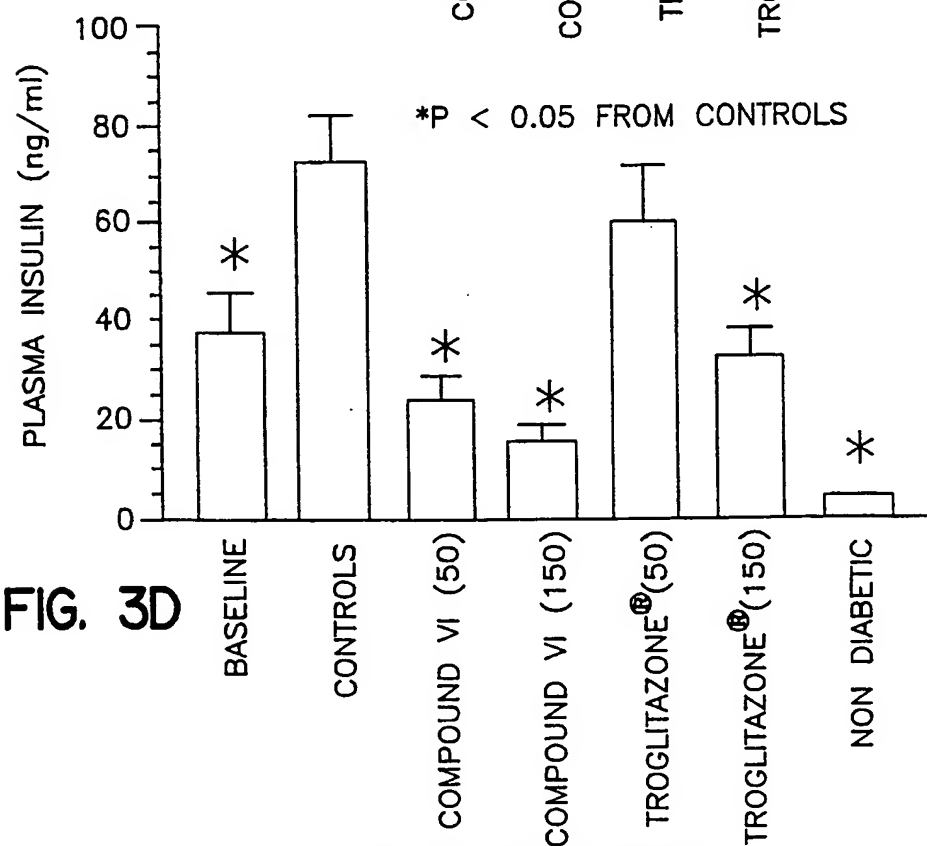 100
80
60
40
20
0
PLASMA INSULIN (ng/ml)
*P < 0.05 FROM CONTROLS
*
*
*
*
*
BASELINE
CONTROLS
COMPOUND VI (50)
COMPOUND VI (150)
TROGLITAZONE®(50)
TROGLITAZONE®(150)
NON DIABETIC
FIG. 3D